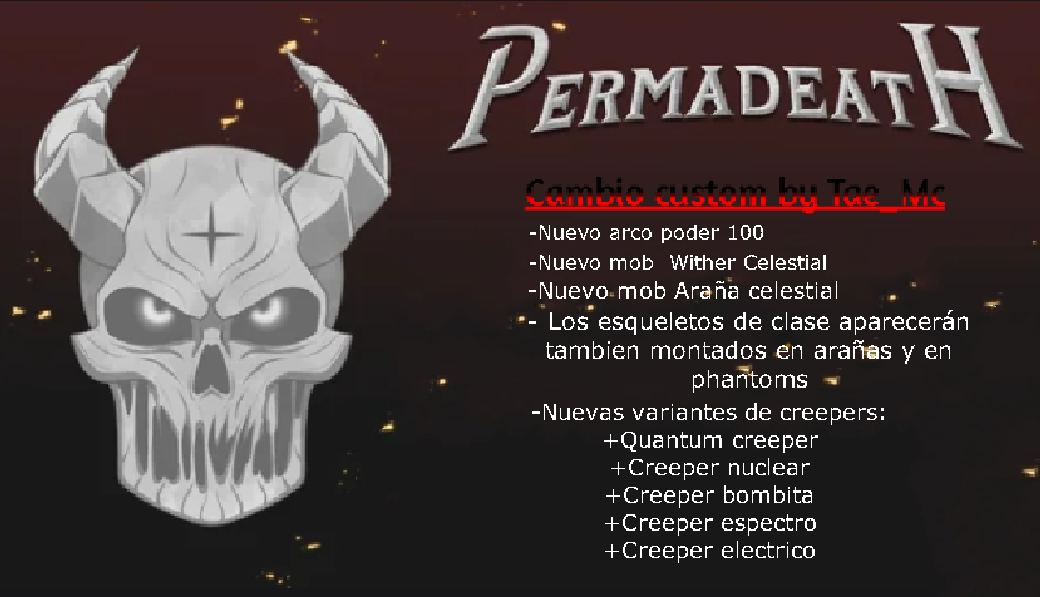 PERMADEATH
Cambio custom by Tae_Mc
-Nuevo arco poder 100
-Nuevo mob Wither Celestial
-Nuevo mob Araña celestial
- Los esqueletos de clase aparecerán
tambien montados en arañas y en
phantoms
-Nuevas variantes de creepers:
+Quantum creeper
+Creeper nuclear
+Creeper bombita
+Creeper espectro
+Creeper electrico